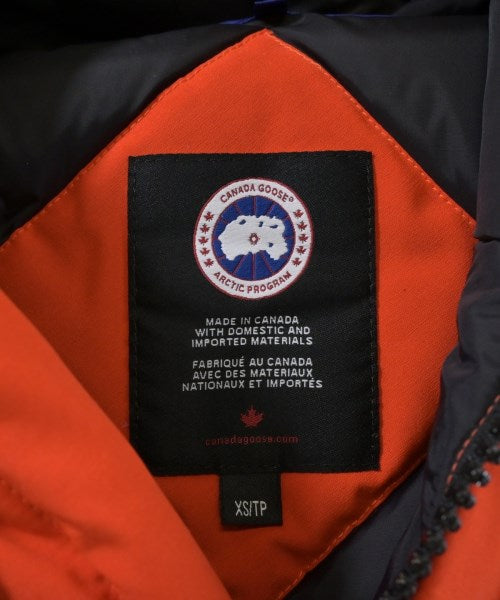 CANADA GOOSE®
ARCTIC PROGRAM
MADE IN CANADA
WITH DOMESTIC AND
IMPORTED MATERIALS
FABRIQUÉ AU CANADA
AVEC DES MATERIAUX
NATIONAUX ET IMPORTÉS
canadagoose.com
XS/TP